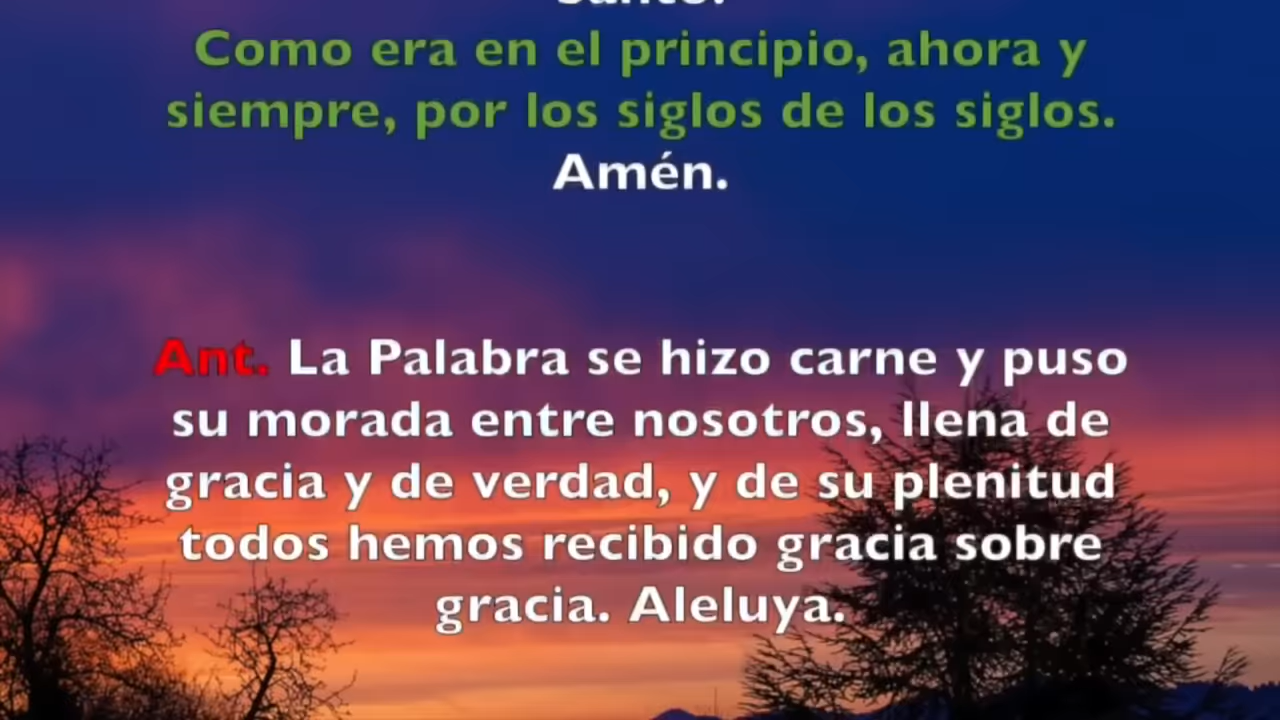 Santo.
Como era en el principio, ahora y
siempre, por los siglos de los siglos.
Amén.
Ant. La Palabra se hizo carne y puso
su morada entre nosotros, llena de
gracia y de verdad, y de su plenitud
todos hemos recibido gracia sobre
gracia. Aleluya.